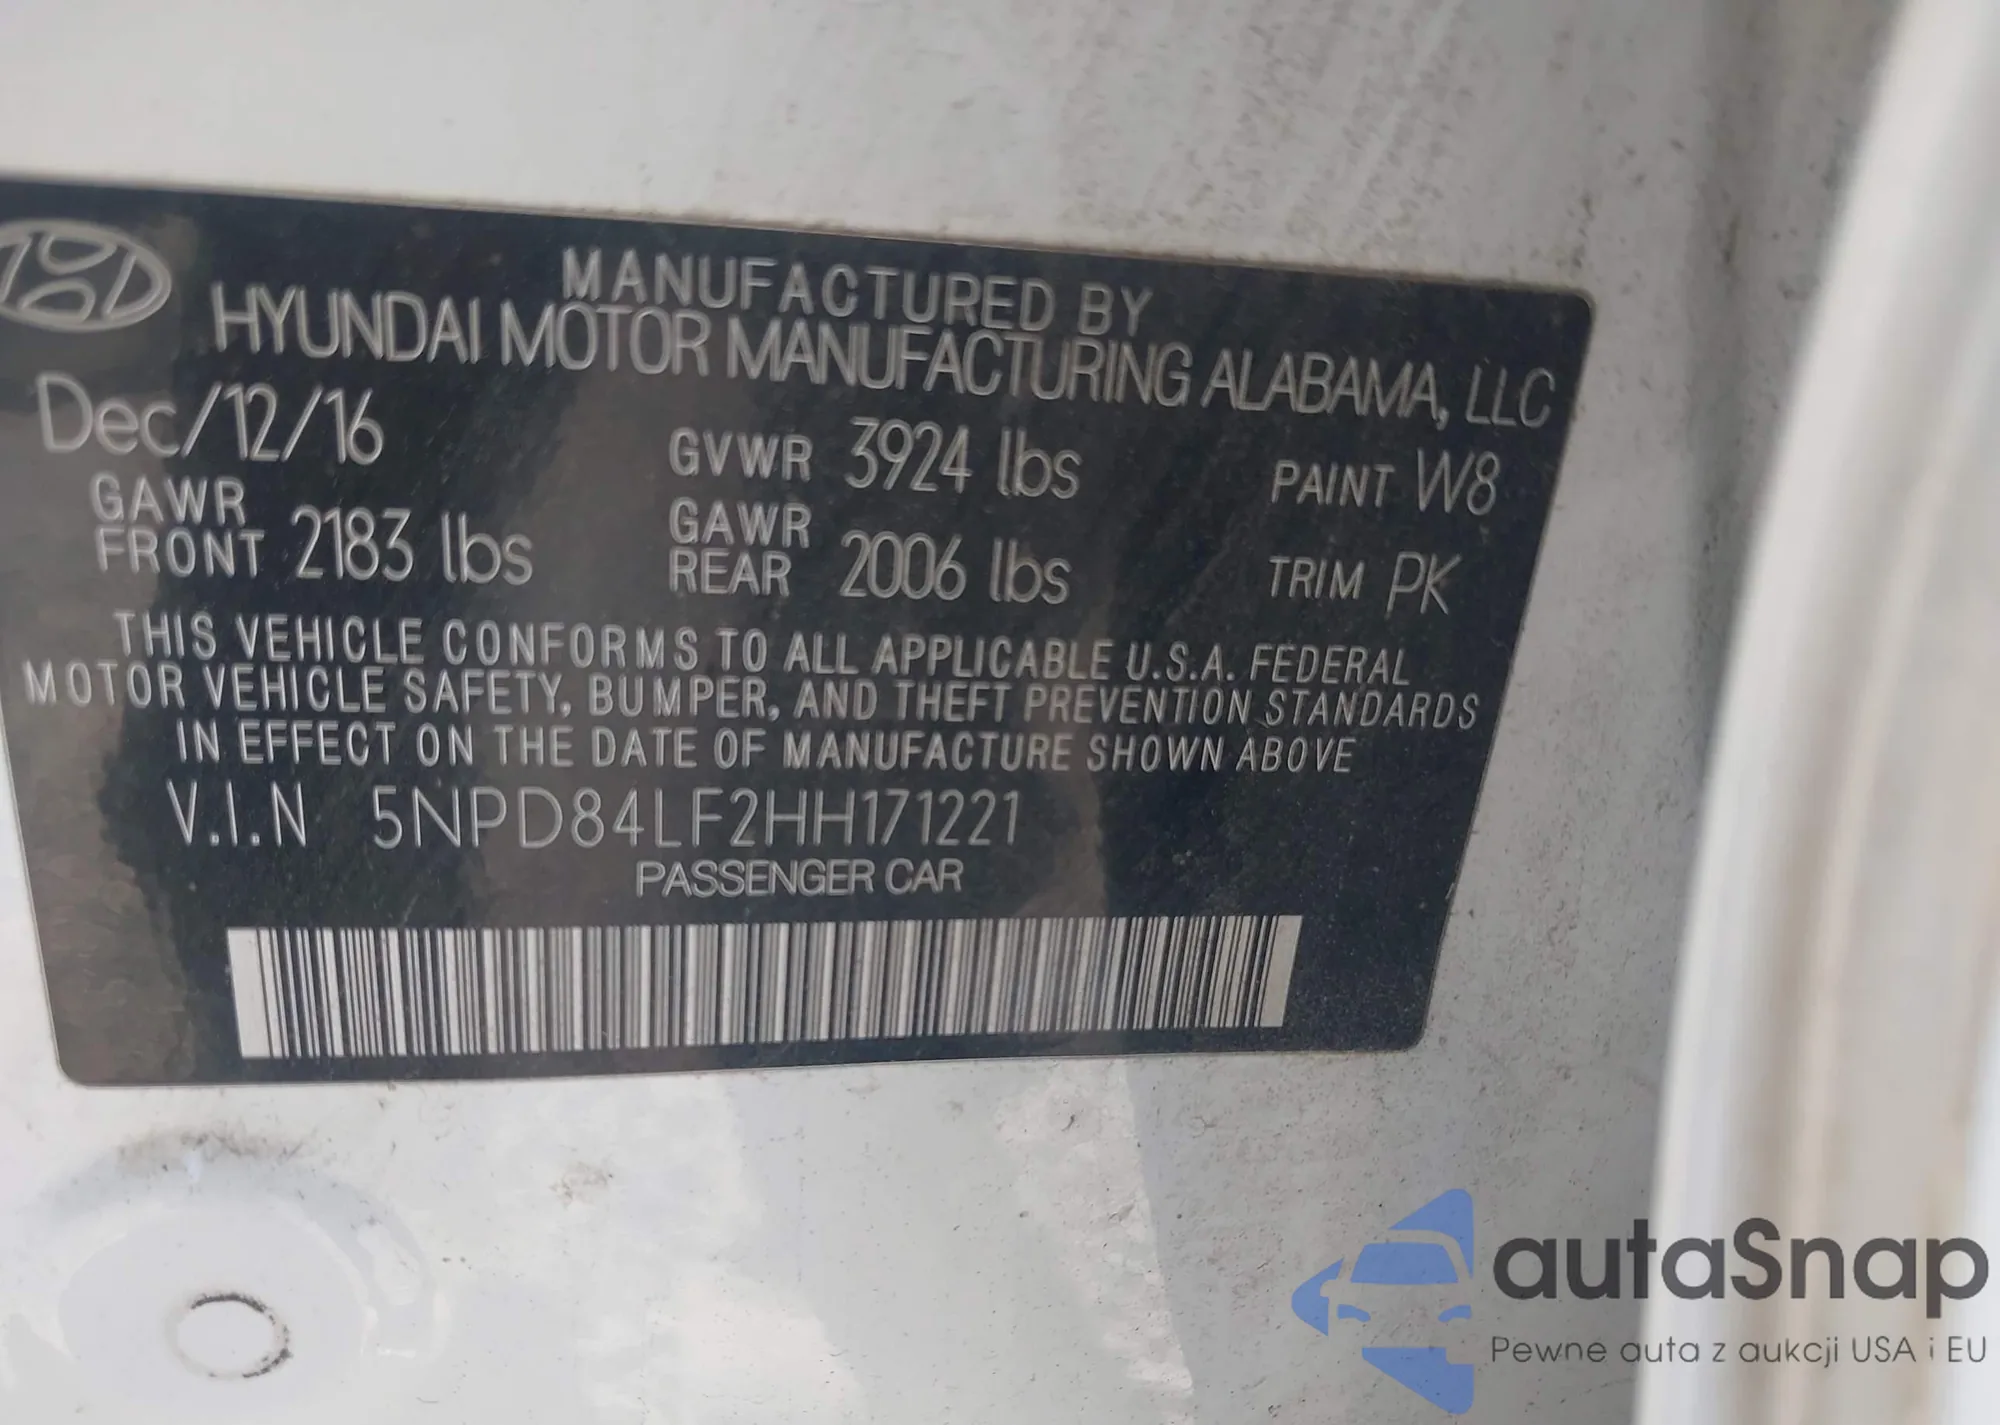 MANUFACTURED BY
HYUNDAI MOTOR MANUFACTURING ALABAMA, LLC
Dec/12/16 GVWR 3924 lbs PAINT W8
GAWR FRONT 2183 lbs GAWR REAR 2006 lbs TRIM PK
THIS VEHICLE CONFORMS TO ALL APPLICABLE U.S.A. FEDERAL
MOTOR VEHICLE SAFETY, BUMPER, AND THEFT PREVENTION STANDARDS
IN EFFECT ON THE DATE OF MANUFACTURE SHOWN ABOVE
V.I.N 5NPD84LF2HH171221
PASSENGER CAR
autaSnap
Pewne auta z aukcji USA i EU